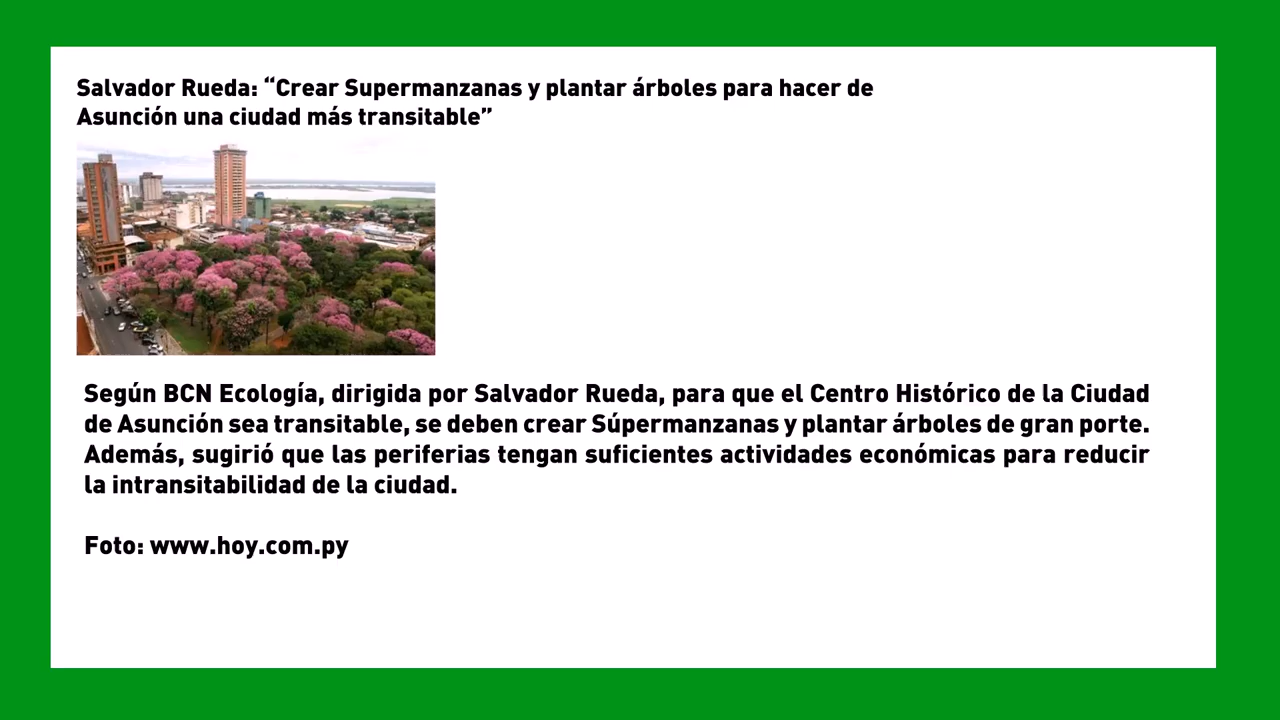 Salvador Rueda: “Crear Supermanzanas y plantar árboles para hacer de
Asunción una ciudad más transitable”
Según BCN Ecología, dirigida por Salvador Rueda, para que el Centro Histórico de la Ciudad
de Asunción sea transitable, se deben crear Súpermanzanas y plantar árboles de gran porte.
Además, sugirió que las periferias tengan suficientes actividades económicas para reducir
la intransitabilidad de la ciudad.
Foto: www.hoy.com.py